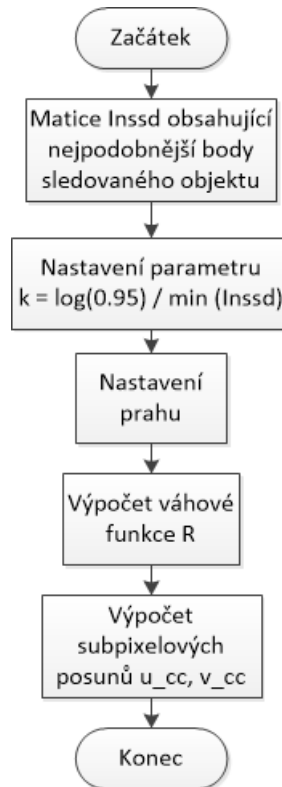 Začátek
Matice Inssd obsahující
nejpodobnější body
sledovaného objektu
Nastavení parametru
k = log(0.95) / min (Inssd)
Nastavení
prahu
Výpočet váhové
funkce R
Výpočet
subpixelových
posunů u_cc, v_cc
Konec